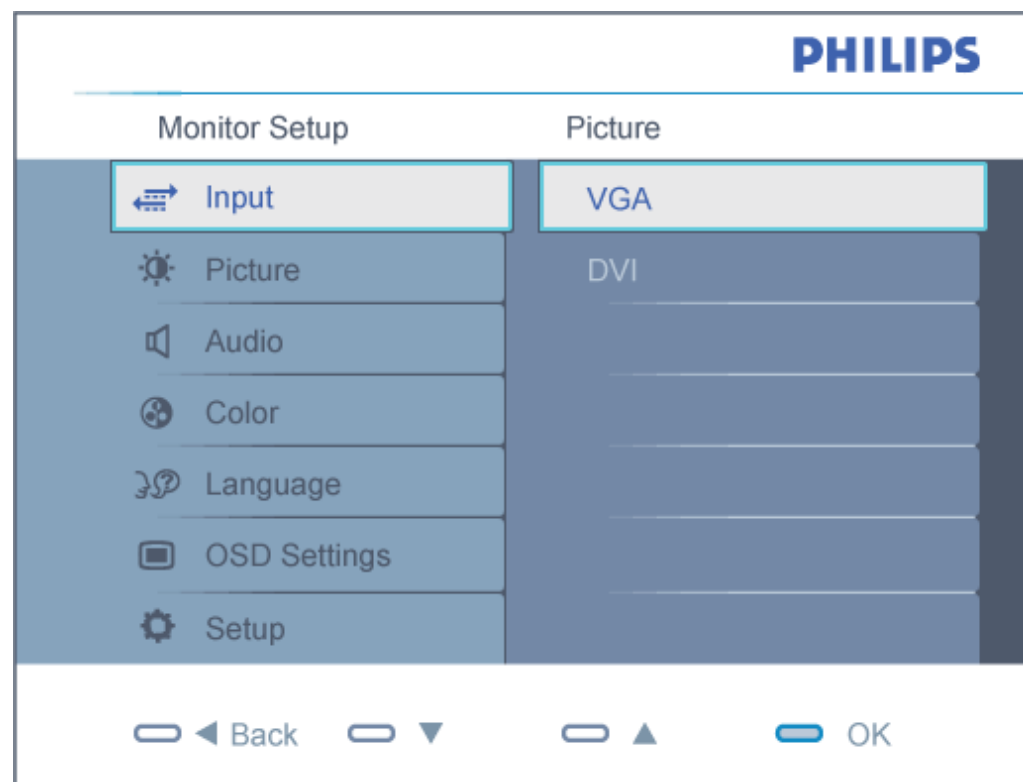 PHILIPS
Monitor Setup Picture
Input VGA
Picture DVI
Audio
Color
Language
OSD Settings
Setup
Back OK